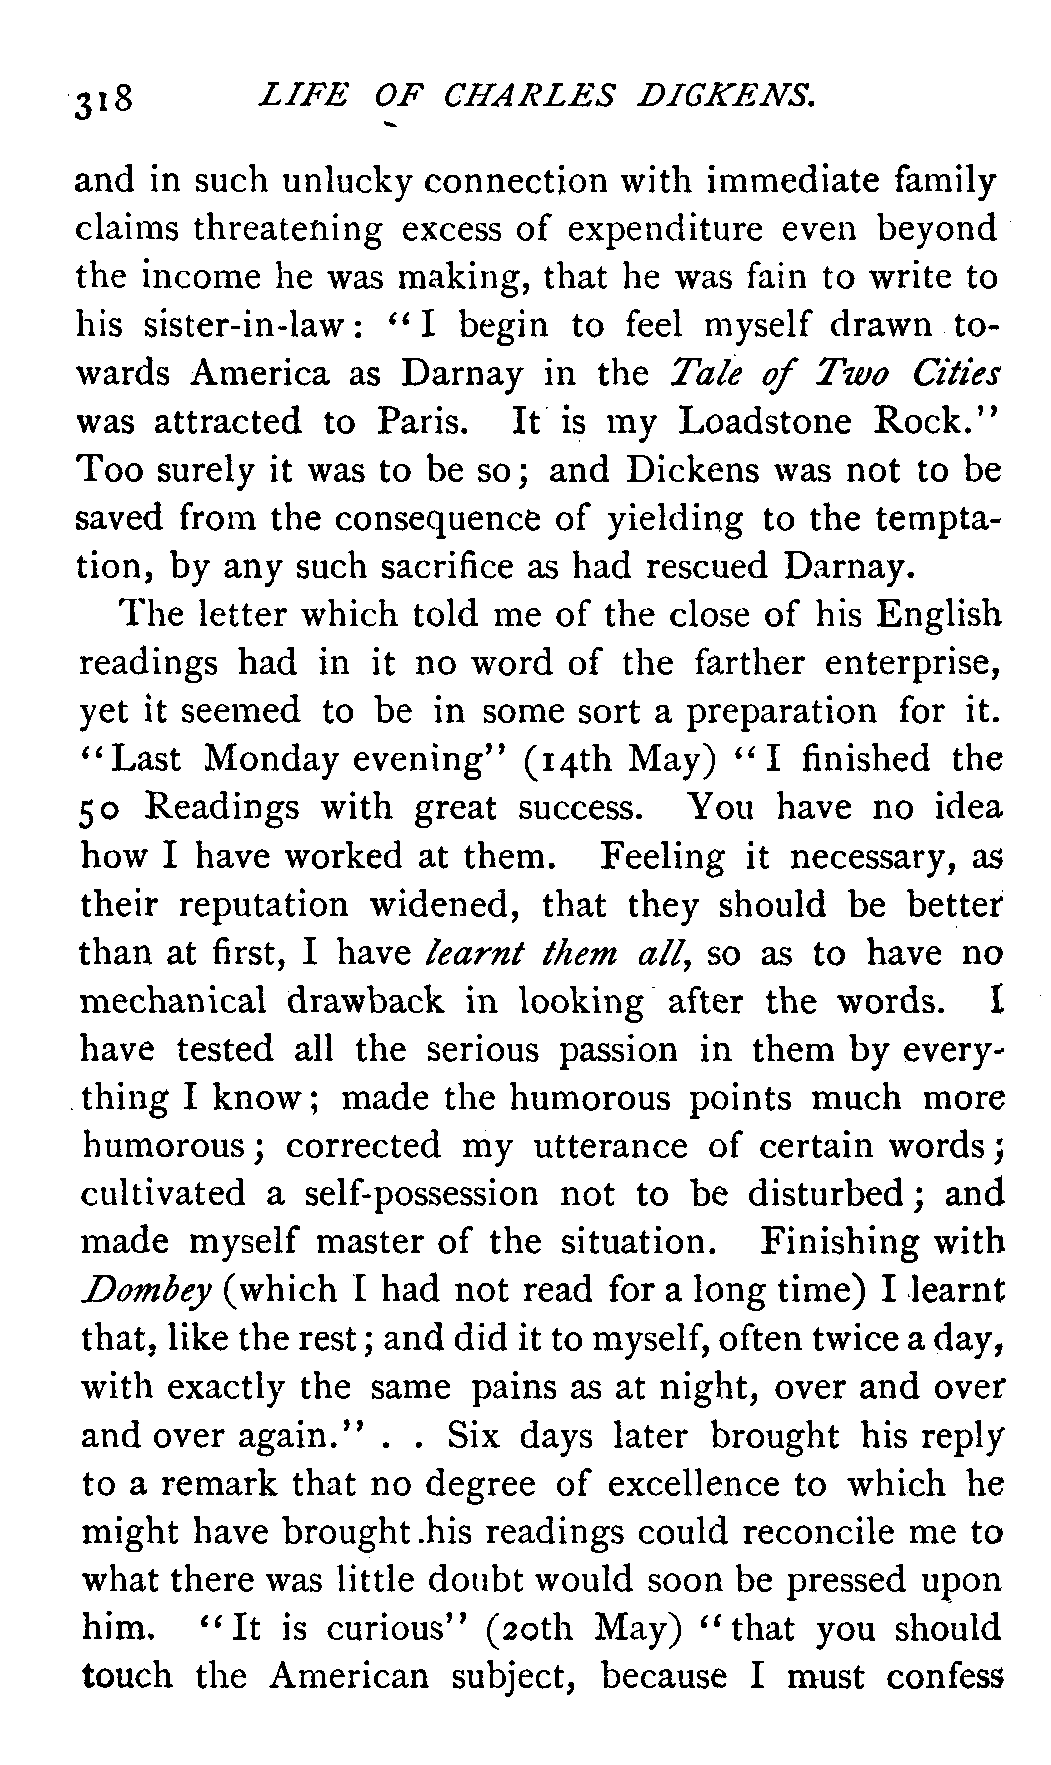 318 LIFE OF CHARLES DICKENS.
and in such unlucky connection with immediate family
claims threatening excess of expenditure even beyond
the income he was making, that he was fain to write to
his sister-in-law: "I begin to feel myself drawn to-
wards America as Darnay in the Tale of Two Cities
was attracted to Paris. It is my Loadstone Rock."
Too surely it was to be so; and Dickens was not to be
saved from the consequence of yielding to the tempta-
tion, by any such sacrifice as had rescued Darnay.
The letter which told me of the close of his English
readings had in it no word of the farther enterprise,
yet it seemed to be in some sort a preparation for it.
"Last Monday evening" (14th May) "I finished the
50 Readings with great success. You have no idea
how I have worked at them. Feeling it necessary, as
their reputation widened, that they should be better
than at first, I have learnt them all, so as to have no
mechanical drawback in looking after the words. I
have tested all the serious passion in them by every-
thing I know; made the humorous points much more
humorous; corrected my utterance of certain words;
cultivated a self-possession not to be disturbed; and
made myself master of the situation. Finishing with
Dombey (which I had not read for a long time) I learnt
that, like the rest; and did it to myself, often twice a day,
with exactly the same pains as at night, over and over
and over again." . . Six days later brought his reply
to a remark that no degree of excellence to which he
might have brought his readings could reconcile me to
what there was little doubt would soon be pressed upon
him. "It is curious" (20th May) "that you should
touch the American subject, because I must confess